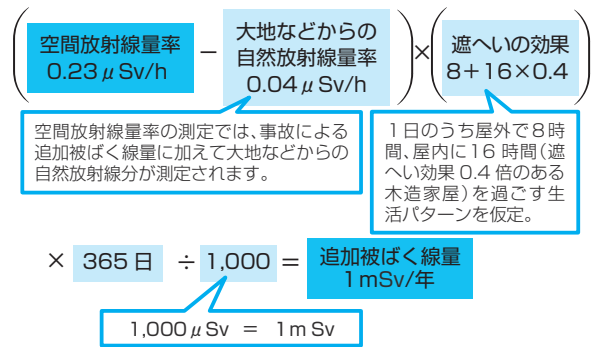 空間放射線量率
0.23μSv/h
−
大地などからの
自然放射線量率
0.04μSv/h
×
遮へいの効果
8+16×0.4
空間放射線量率の測定では、事故による
追加被ばく線量に加えて大地などからの
自然放射線分が測定されます。
1日のうち屋外で8時
間、屋内に16時間(遮
へい効果0.4倍のある
木造家屋)を過ごす生
活パターンを仮定。
× 365日 ÷ 1,000 =
追加被ばく線量
1mSv/年
1,000μSv = 1mSv